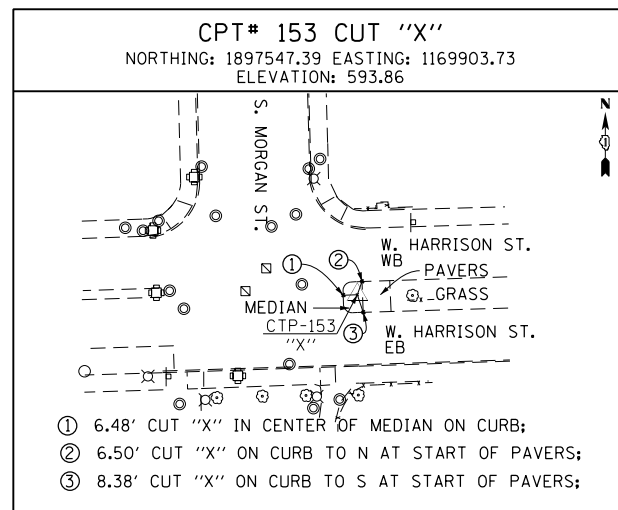 CPT# 153 CUT "X"
NORTHING: 1897547.39 EASTING: 1169903.73
ELEVATION: 593.86
S. MORGAN ST.
N
W. HARRISON ST.
WB
① ②
PAVERS
GRASS
MEDIAN
CTP-153
"X"
③
W. HARRISON ST.
EB
① 6.48' CUT "X" IN CENTER OF MEDIAN ON CURB;
② 6.50' CUT "X" ON CURB TO N AT START OF PAVERS;
③ 8.38' CUT "X" ON CURB TO S AT START OF PAVERS;